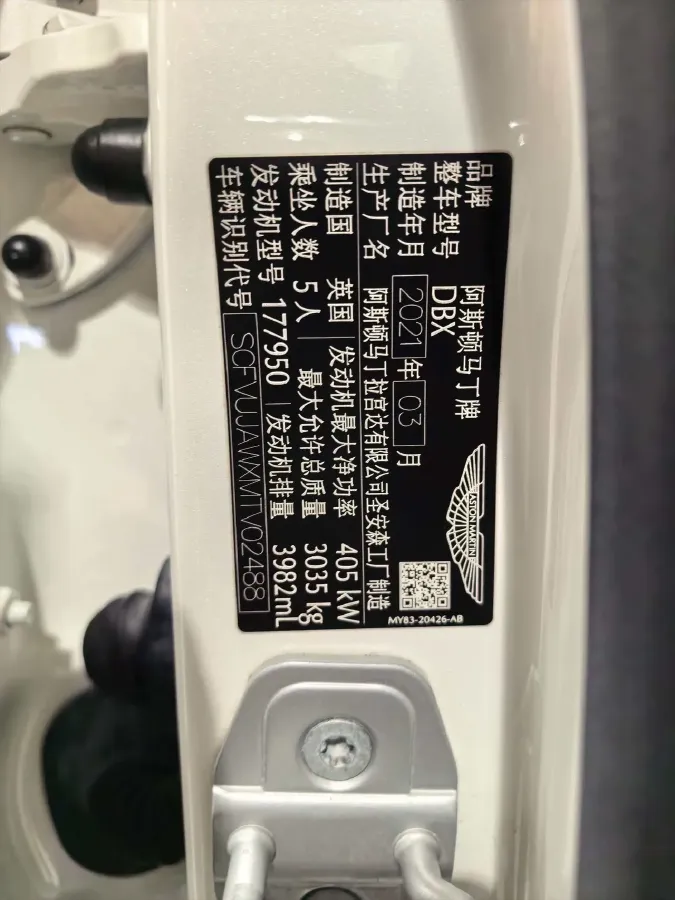 品牌 阿斯顿马丁牌
整车型号 DBX
制造年月 2021 年 03 月
生产厂名 阿斯顿马丁拉宫达有限公司圣安森工厂制造
制造国 英国 发动机最大净功率 405 kW
乘坐人数 5 人 最大允许总质量 3035 kg
发动机型号 177950 发动机排量 3982mL
车辆识别代号 SCFVUJAWXMTV02488
ASTON MARTIN
MY83-20426-AB